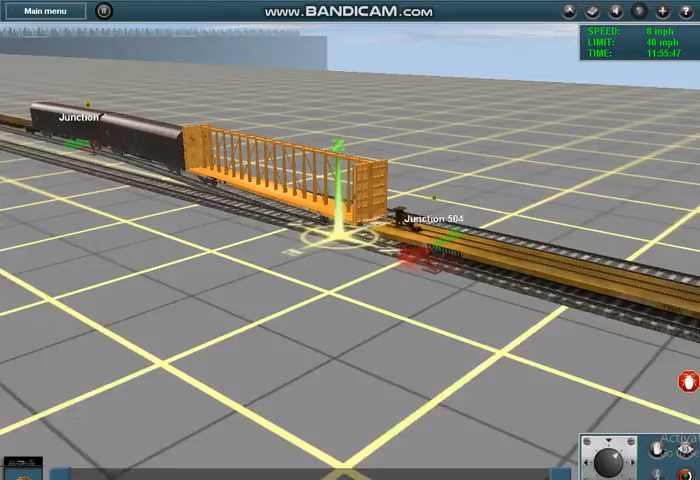 Main menu
www.BANDICAM.com
SPEED: 8 mph
LIMIT: 40 mph
TIME: 11:55:47
Junction
Junction 504
N